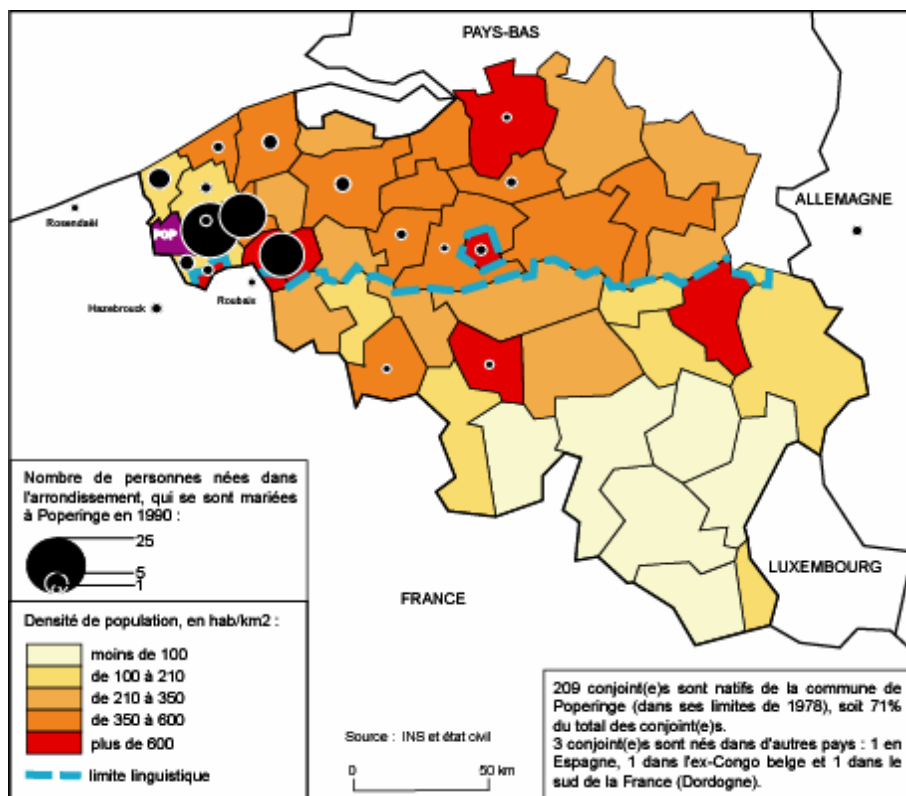 PAYS-BAS
ALLEMAGNE
Rosendaël
POP
Hazebrouck
Roubaix
LUXEMBOURG
FRANCE
Nombre de personnes nées dans
l'arrondissement, qui se sont mariées
à Poperinge en 1990 :
25
5
1
Densité de population, en hab/km2 :
moins de 100
de 100 à 210
de 210 à 350
de 350 à 600
plus de 600
limite linguistique
Source : INS et état civil
0 50 km
209 conjoint(e)s sont natifs de la commune de
Poperinge (dans ses limites de 1978), soit 71%
du total des conjoint(e)s.
3 conjoint(e)s sont nés dans d'autres pays : 1 en
Espagne, 1 dans l'ex-Congo belge et 1 dans le
sud de la France (Dordogne).